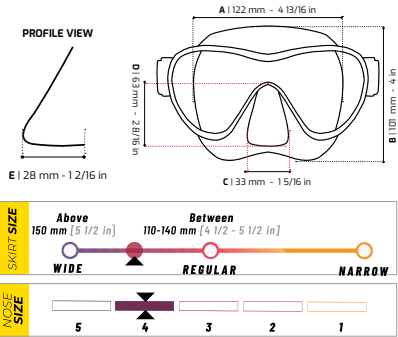 A | 122 mm - 4 13/16 in
PROFILE VIEW
D | 63 mm - 2 8/16 in
B | 101 mm - 4 in
E | 28 mm - 1 2/16 in
C | 33 mm - 1 5/16 in
SKIRT SIZE
Above
150 mm [5 1/2 in]
Between
110-140 mm [4 1/2 - 5 1/2 in]
WIDE
REGULAR
NARROW
NOSE
SIZE
5
4
3
2
1